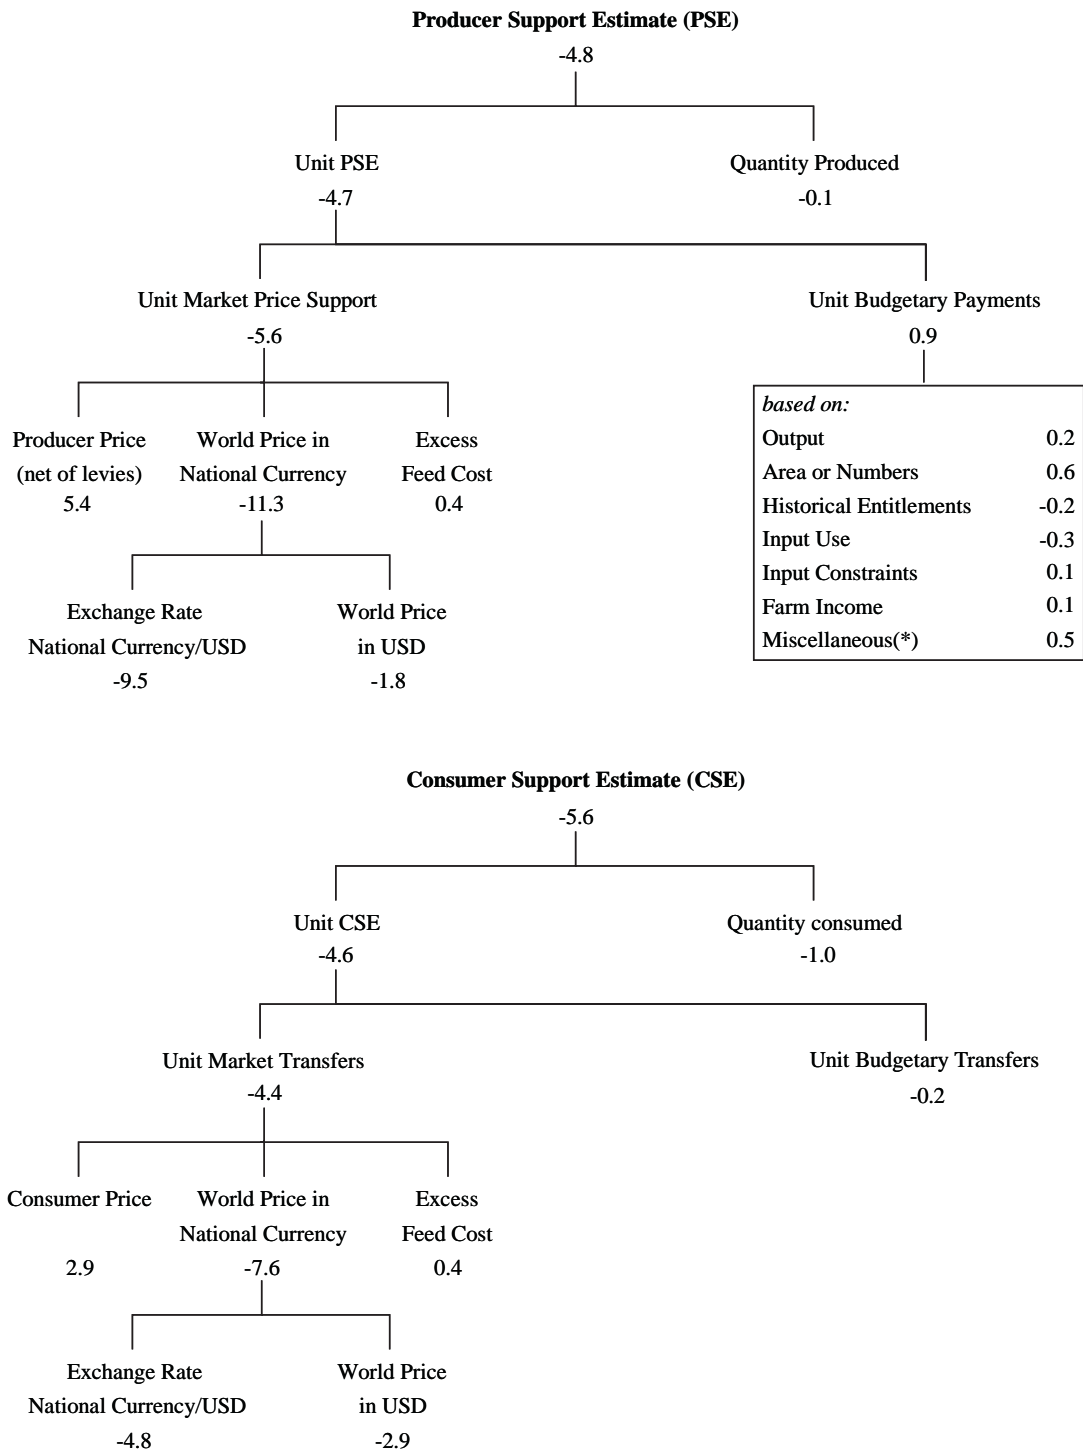 Producer Support Estimate (PSE)
-4.8
Unit PSE Quantity Produced
-4.7 -0.1
Unit Market Price Support Unit Budgetary Payments
-5.6 0.9
based on:
Producer Price World Price in Excess Output 0.2
(net of levies) National Currency Feed Cost Area or Numbers 0.6
5.4 -11.3 0.4 Historical Entitlements -0.2
Input Use -0.3
Input Constraints 0.1
Exchange Rate World Price Farm Income 0.1
National Currency/USD in USD Miscellaneous(*) 0.5
-9.5 -1.8
Consumer Support Estimate (CSE)
-5.6
Unit CSE Quantity consumed
-4.6 -1.0
Unit Market Transfers Unit Budgetary Transfers
-4.4 -0.2
Consumer Price World Price in Excess
National Currency Feed Cost
2.9 -7.6 0.4
Exchange Rate World Price
National Currency/USD in USD
-4.8 -2.9